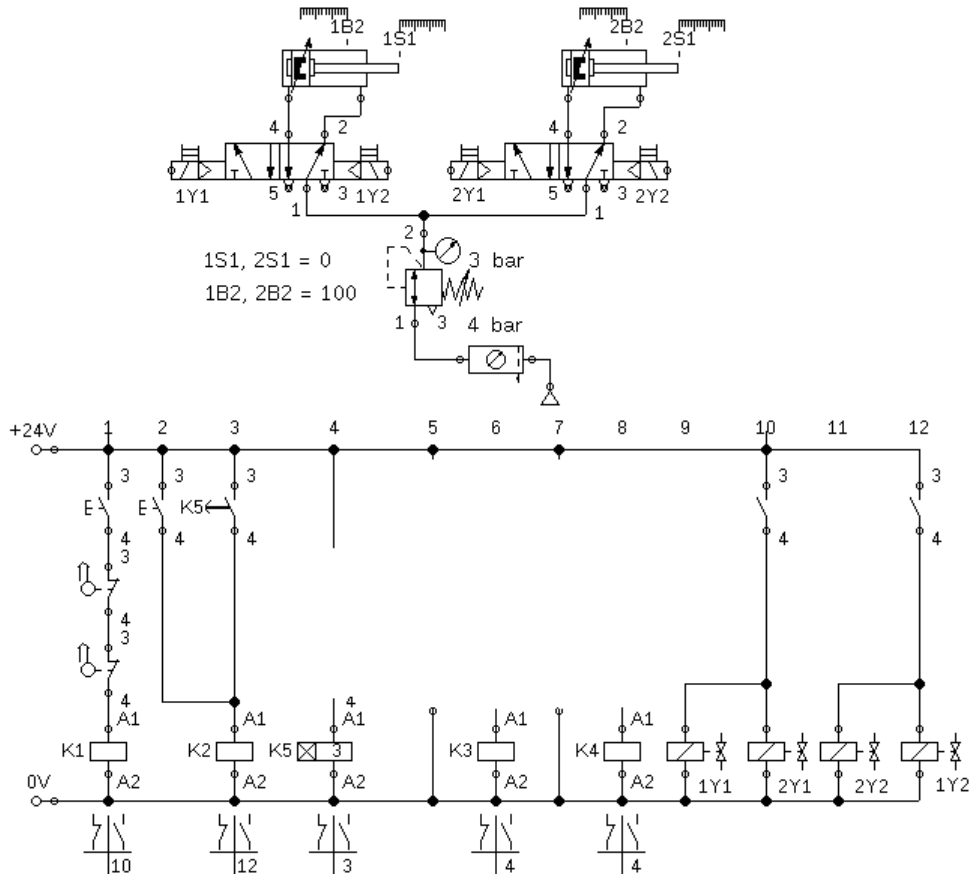 1B2 2B2
1S1 2S1
4 2 4 2
1Y1 5 3 1Y2 2Y1 5 3 2Y2
1 1
2
1S1, 2S1 = 0 3 bar
1B2, 2B2 = 100
1 3 4 bar
+24V 1 2 3 4 5 6 7 8 9 10 11 12
3 3 3 3 3
E E K5
4 4 4 4 4
3
4
3
4 4
A1 A1 A1 A1 A1
K1 K2 K5 3 K3 K4
A2 A2 A2 A2 A2 1Y1 2Y1 2Y2 1Y2
0V
10 12 3 4 4